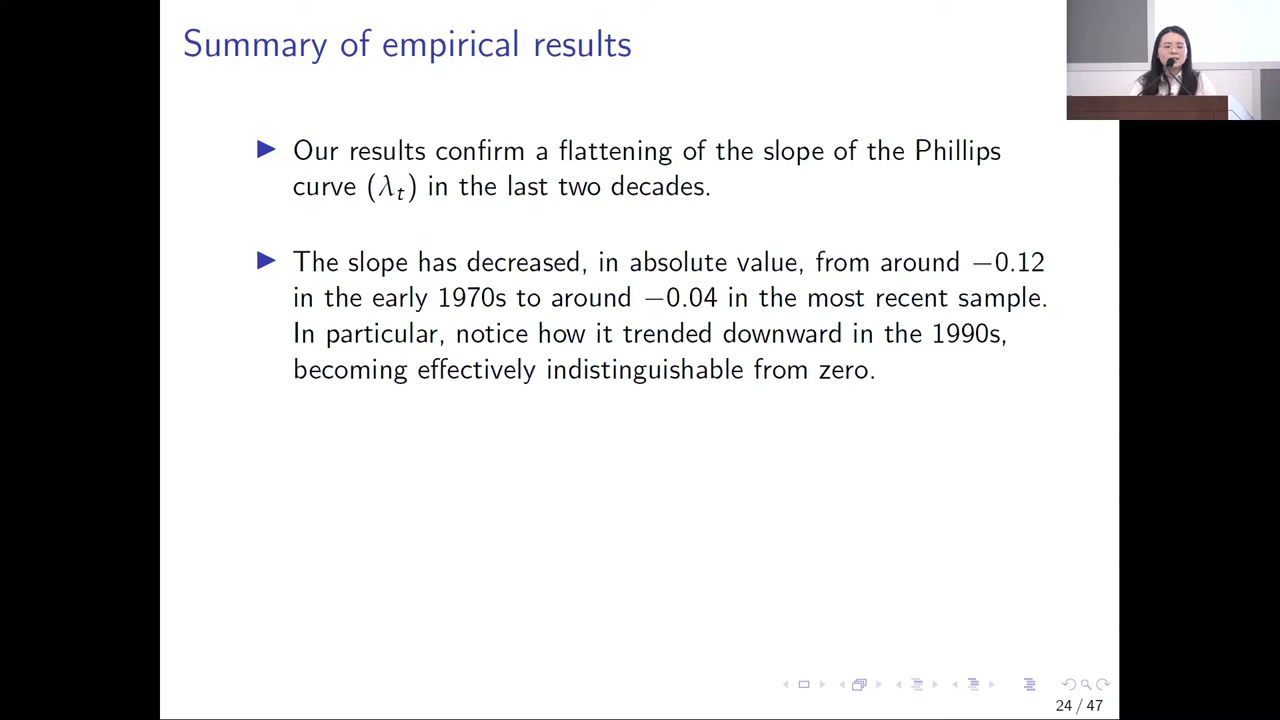 Summary of empirical results
▶ Our results confirm a flattening of the slope of the Phillips
curve (λₜ) in the last two decades.
▶ The slope has decreased, in absolute value, from around −0.12
in the early 1970s to around −0.04 in the most recent sample.
In particular, notice how it trended downward in the 1990s,
becoming effectively indistinguishable from zero.
24 / 47